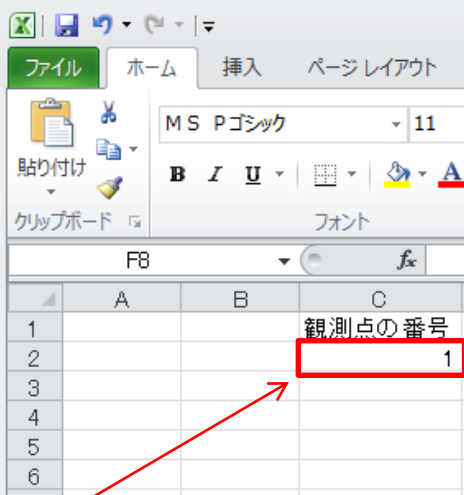 ファイル ホーム 挿入 ページ レイアウト
ＭＳ Ｐゴシック 11
貼り付け B I U A
クリップボード フォント
F8 fx
A B C
1 観測点の番号
2 1
3
4
5
6